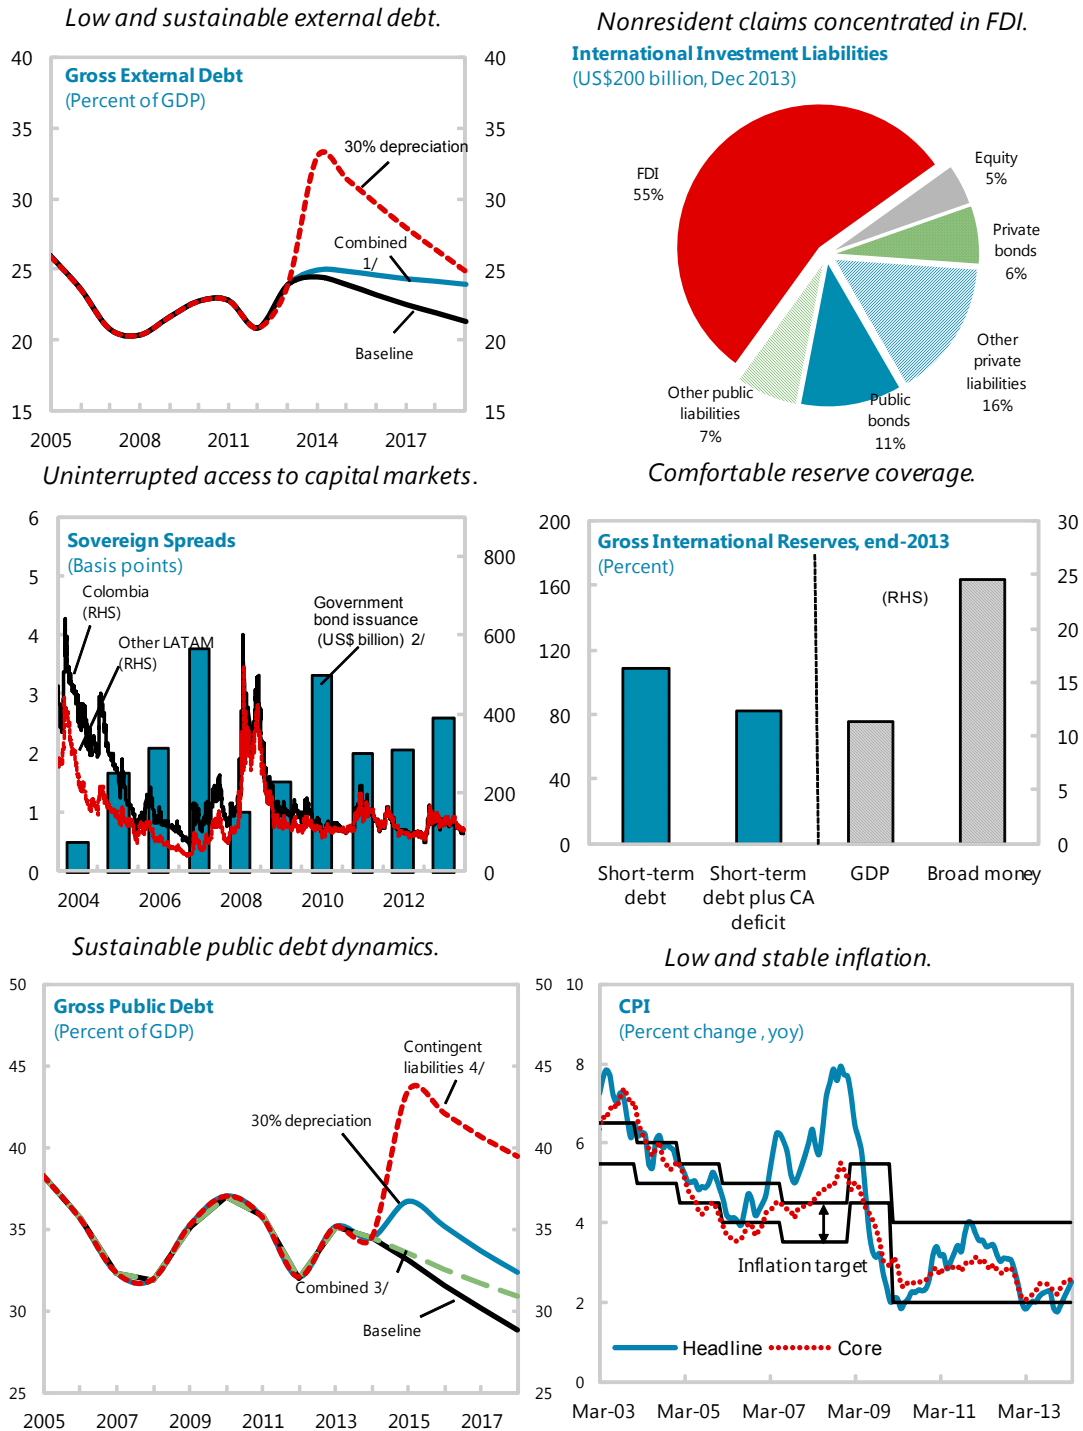 Low and sustainable external debt.
Gross External Debt
(Percent of GDP)
40
35
30
25
20
15
40
35
30
25
20
15
30% depreciation
Combined
1/
Baseline
2005
2008
2011
2014
2017
Nonresident claims concentrated in FDI.
International Investment Liabilities
(US$200 billion, Dec 2013)
FDI
55%
Equity
5%
Private
bonds
6%
Other
private
liabilities
16%
Public
bonds
11%
Other public
liabilities
7%
Uninterrupted access to capital markets.
Sovereign Spreads
(Basis points)
6
5
4
3
2
1
0
800
600
400
200
0
Colombia
(RHS)
Other LATAM
(RHS)
Government
bond issuance
(US$ billion) 2/
2004
2006
2008
2010
2012
Comfortable reserve coverage.
Gross International Reserves, end-2013
(Percent)
200
160
120
80
40
0
30
25
20
15
10
5
0
(RHS)
Short-term
debt
Short-term
debt plus CA
deficit
GDP
Broad money
Sustainable public debt dynamics.
Gross Public Debt
(Percent of GDP)
50
45
40
35
30
25
50
45
40
35
30
25
Contingent
liabilities 4/
30% depreciation
Combined 3/
Baseline
2005
2007
2009
2011
2013
2015
2017
Low and stable inflation.
CPI
(Percent change , yoy)
10
8
6
4
2
0
Inflation target
Headline
Core
Mar-03
Mar-05
Mar-07
Mar-09
Mar-11
Mar-13